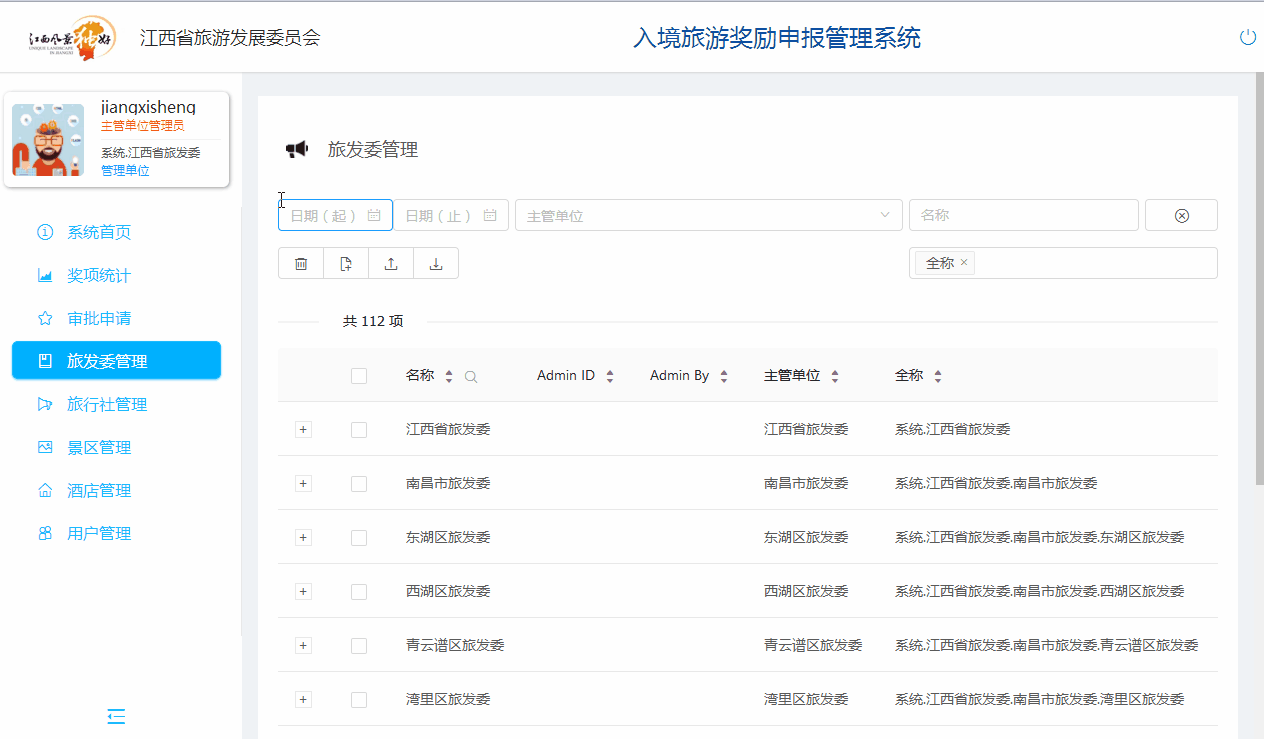 江西风景独好
UNIQUE LANDSCAPE
IN JIANGXI
江西省旅游发展委员会
入境旅游奖励申报管理系统
jiangxisheng
主管单位管理员
系统.江西省旅发委
管理单位
系统首页
奖项统计
审批申请
旅发委管理
旅行社管理
景区管理
酒店管理
用户管理
旅发委管理
日期（起） 日期（止） 主管单位 名称
全称 ×
共 112 项
名称 Admin ID Admin By 主管单位 全称
+ 江西省旅发委 江西省旅发委 系统.江西省旅发委
+ 南昌市旅发委 南昌市旅发委 系统.江西省旅发委.南昌市旅发委
+ 东湖区旅发委 东湖区旅发委 系统.江西省旅发委.南昌市旅发委.东湖区旅发委
+ 西湖区旅发委 西湖区旅发委 系统.江西省旅发委.南昌市旅发委.西湖区旅发委
+ 青云谱区旅发委 青云谱区旅发委 系统.江西省旅发委.南昌市旅发委.青云谱区旅发委
+ 湾里区旅发委 湾里区旅发委 系统.江西省旅发委.南昌市旅发委.湾里区旅发委